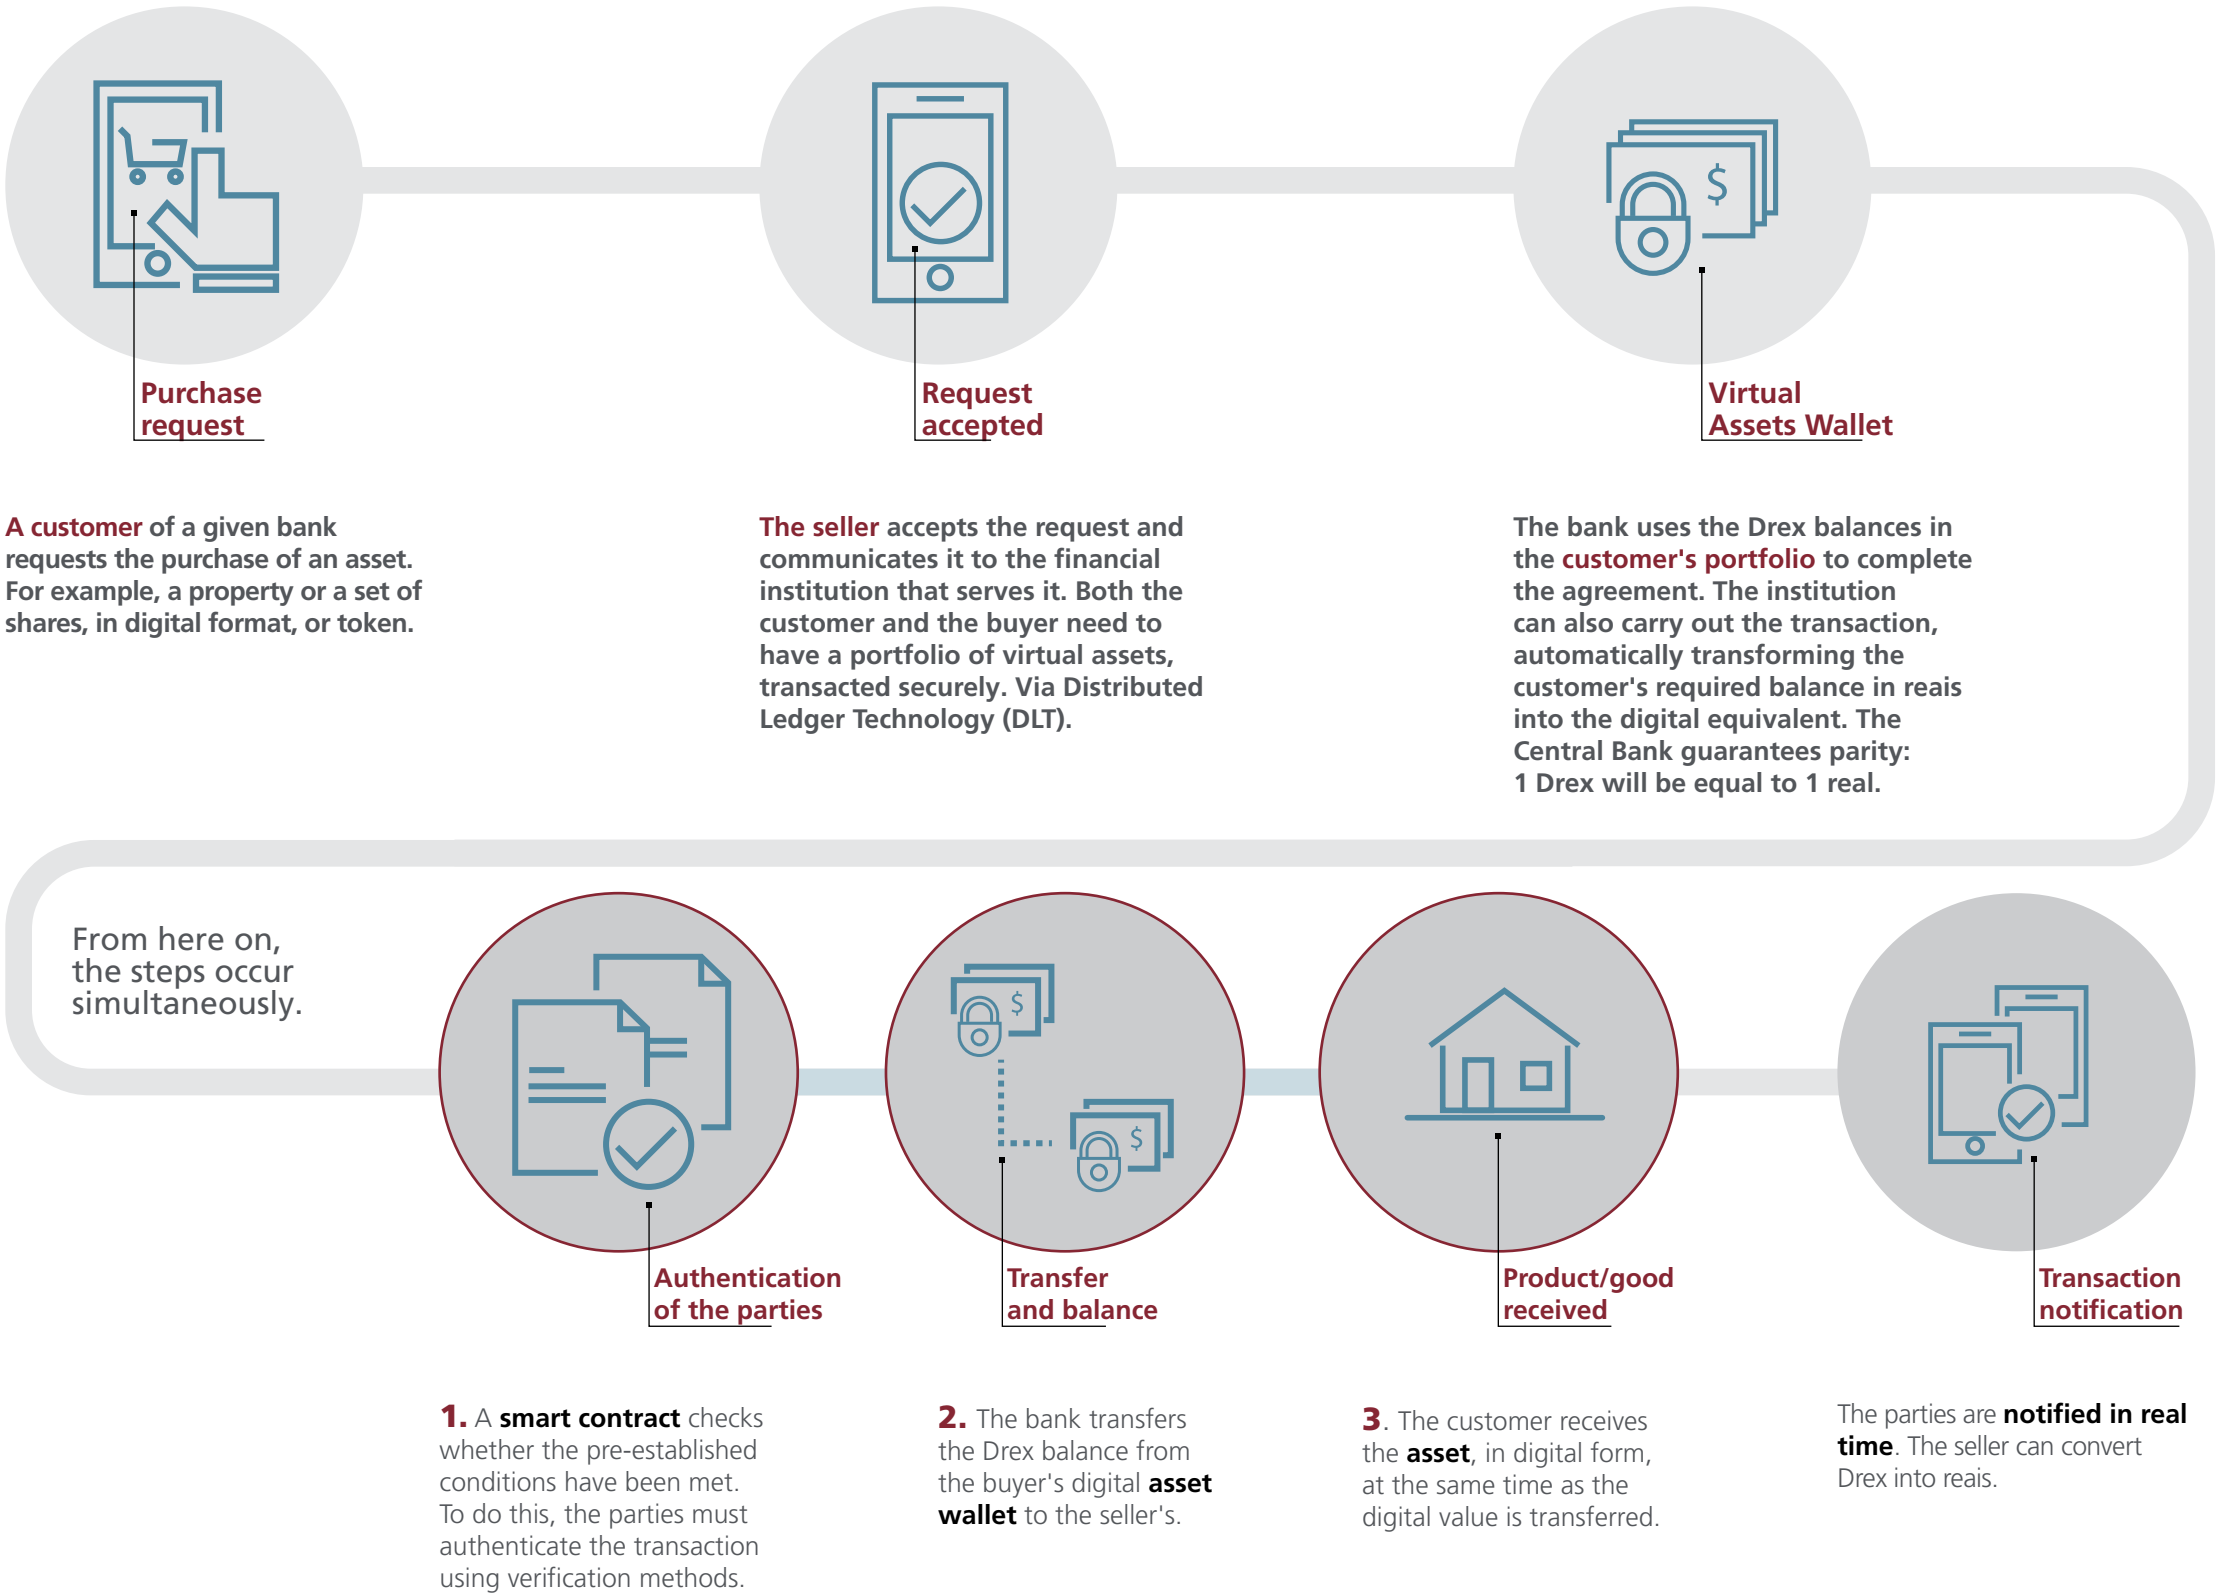 Purchase
request
A customer of a given bank
requests the purchase of an asset.
For example, a property or a set of
shares, in digital format, or token.
Request
accepted
The seller accepts the request and
communicates it to the financial
institution that serves it. Both the
customer and the buyer need to
have a portfolio of virtual assets,
transacted securely. Via Distributed
Ledger Technology (DLT).
$
Virtual
Assets Wallet
The bank uses the Drex balances in
the customer's portfolio to complete
the agreement. The institution
can also carry out the transaction,
automatically transforming the
customer's required balance in reais
into the digital equivalent. The
Central Bank guarantees parity:
1 Drex will be equal to 1 real.
From here on,
the steps occur
simultaneously.
Authentication
of the parties
1. A smart contract checks
whether the pre-established
conditions have been met.
To do this, the parties must
authenticate the transaction
using verification methods.
$
$
Transfer
and balance
2. The bank transfers
the Drex balance from
the buyer's digital asset
wallet to the seller's.
Product/good
received
3. The customer receives
the asset, in digital form,
at the same time as the
digital value is transferred.
Transaction
notification
The parties are notified in real
time. The seller can convert
Drex into reais.